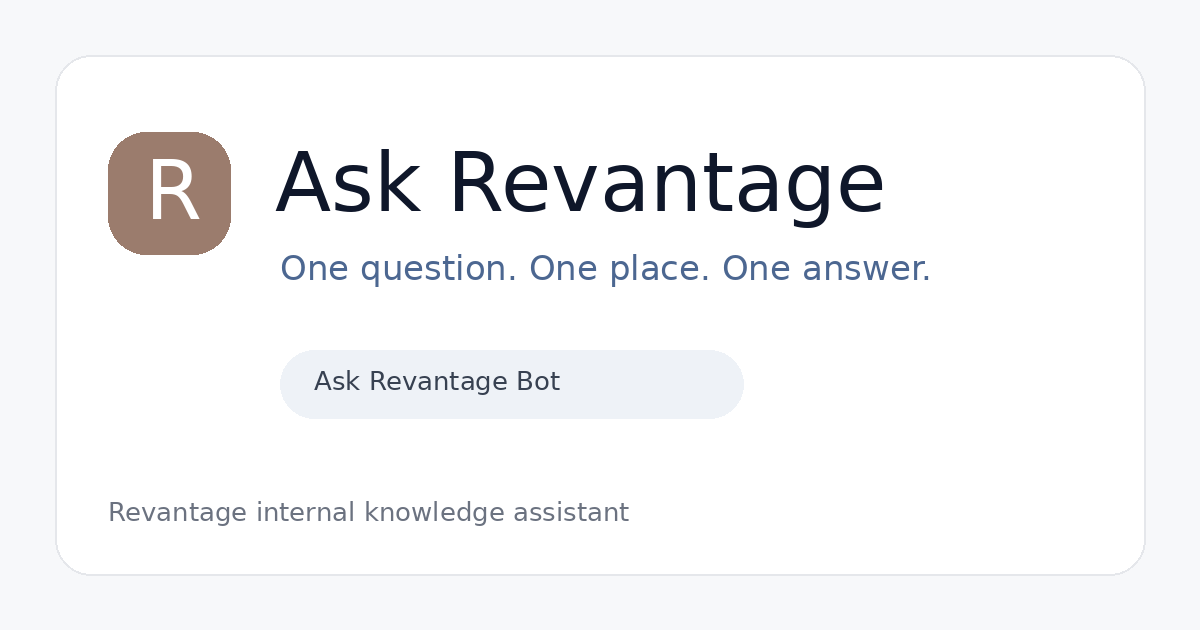 R
Ask Revantage
One question. One place. One answer.
Ask Revantage Bot
Revantage internal knowledge assistant